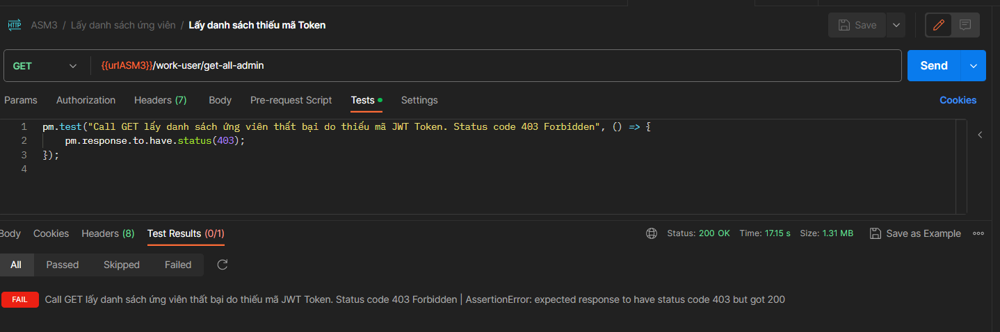 HTTP ASM3 / Lấy danh sách ứng viên / Lấy danh sách thiếu mã Token Save
GET {{urlASM3}}/work-user/get-all-admin Send
Params Authorization Headers (7) Body Pre-request Script Tests Settings Cookies
1 pm.test("Call GET lấy danh sách ứng viên thất bại do thiếu mã JWT Token. Status code 403 Forbidden", () => {
2 pm.response.to.have.status(403);
3 });
4
Body Cookies Headers (8) Test Results (0/1) Status: 200 OK Time: 17.15 s Size: 1.31 MB Save as Example
All Passed Skipped Failed
FAIL Call GET lấy danh sách ứng viên thất bại do thiếu mã JWT Token. Status code 403 Forbidden | AssertionError: expected response to have status code 403 but got 200